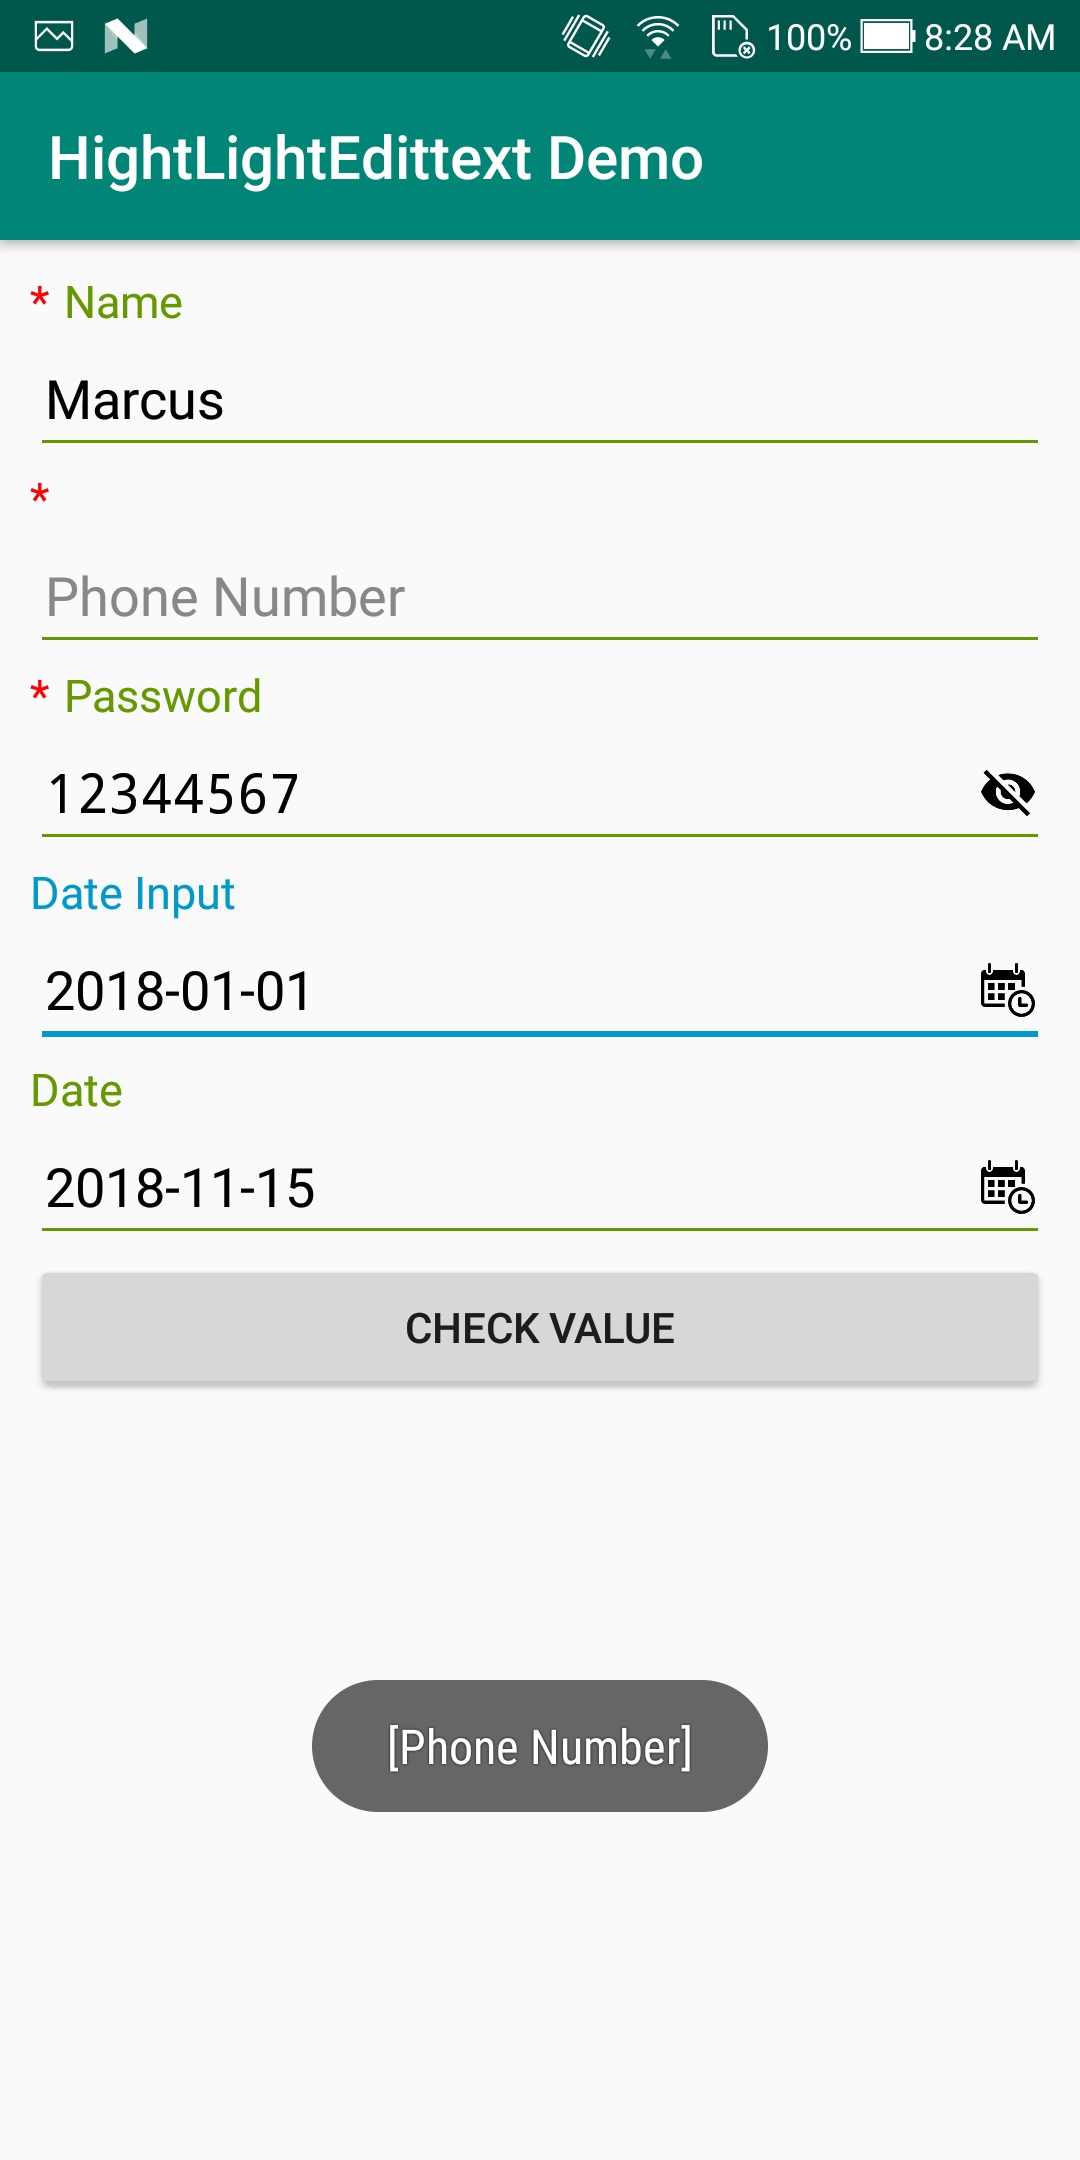 100% 8:28 AM
HightLightEdittext Demo
* Name
Marcus
*
Phone Number
* Password
12344567
Date Input
2018-01-01
Date
2018-11-15
CHECK VALUE
[Phone Number]